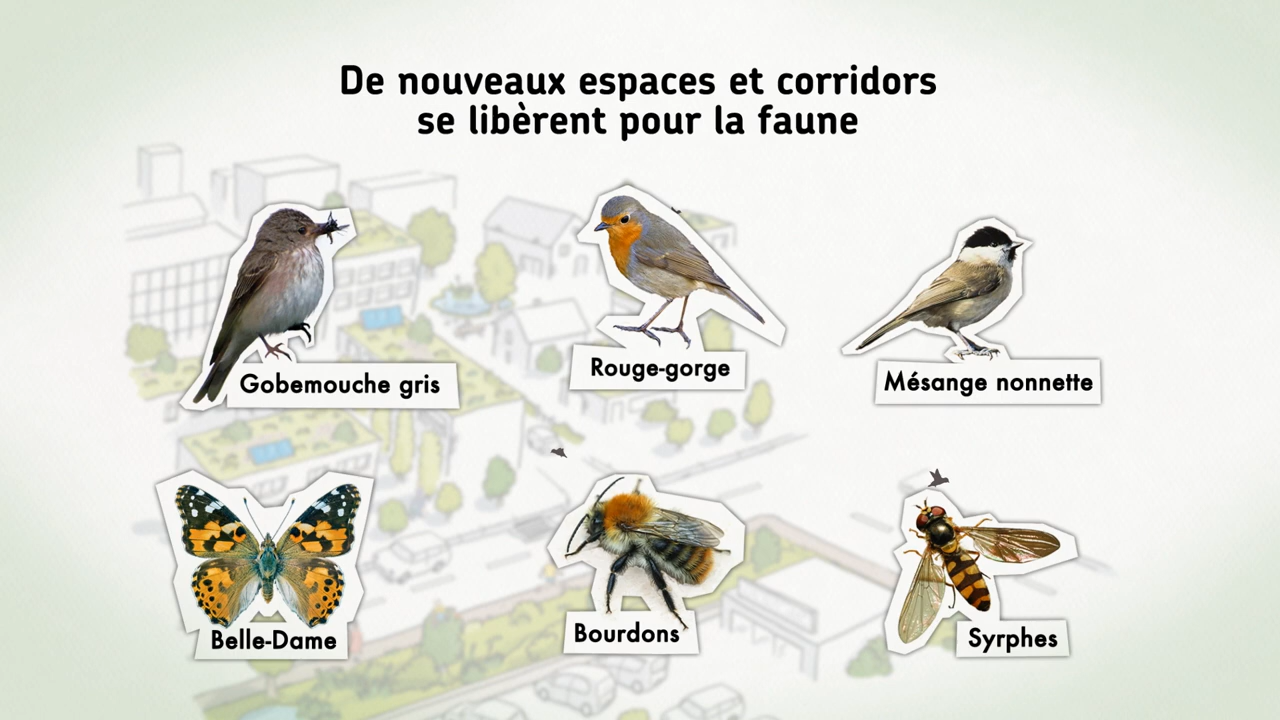 De nouveaux espaces et corridors
se libèrent pour la faune
Gobemouche gris
Rouge-gorge
Mésange nonnette
Belle-Dame
Bourdons
Syrphes